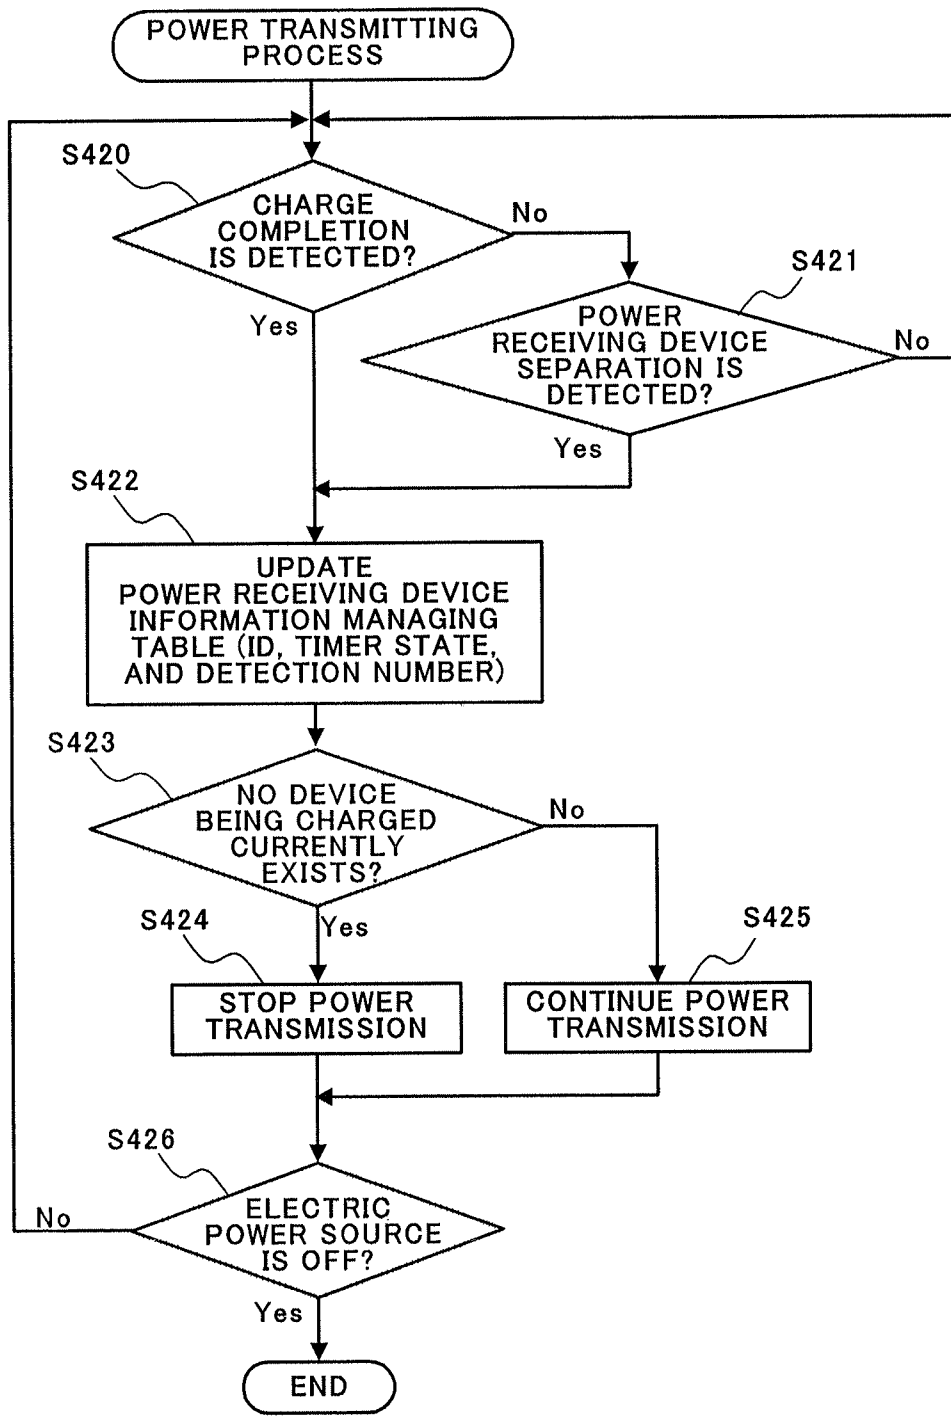 POWER TRANSMITTING
PROCESS
S420
CHARGE
COMPLETION
IS DETECTED?
No
Yes
S421
POWER
RECEIVING DEVICE
SEPARATION IS
DETECTED?
No
Yes
S422
UPDATE
POWER RECEIVING DEVICE
INFORMATION MANAGING
TABLE (ID, TIMER STATE,
AND DETECTION NUMBER)
S423
NO DEVICE
BEING CHARGED
CURRENTLY
EXISTS?
No
Yes
S424
STOP POWER
TRANSMISSION
S425
CONTINUE POWER
TRANSMISSION
S426
ELECTRIC
POWER SOURCE
IS OFF?
No
Yes
END